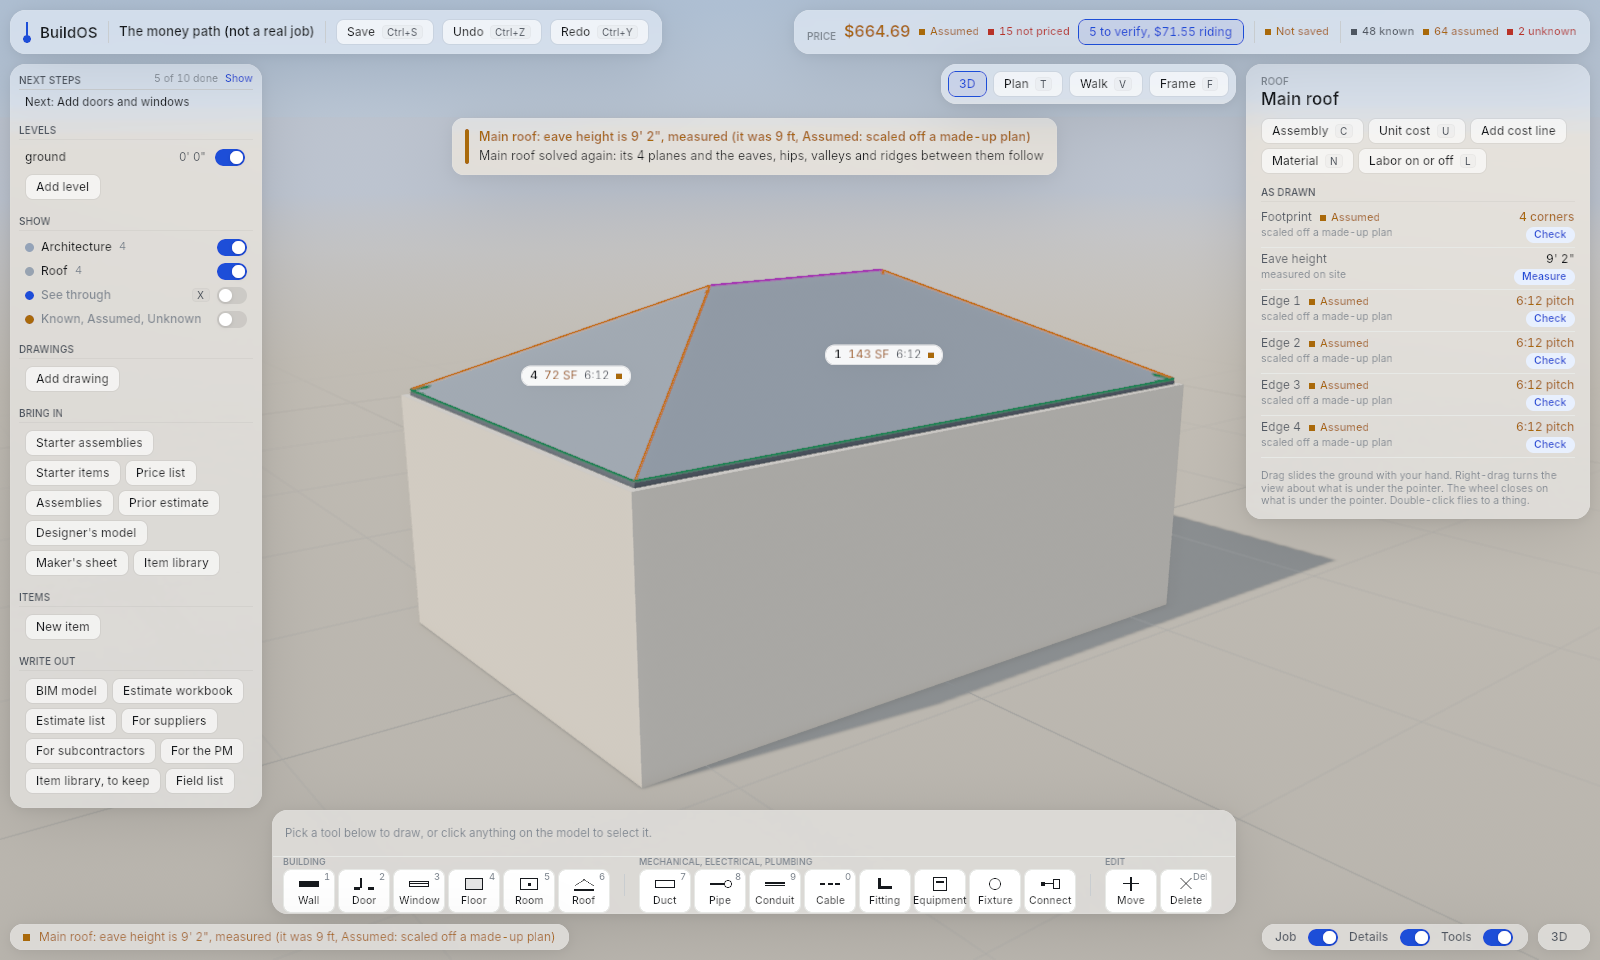 BuildOS
The money path (not a real job)
Save Ctrl+S
Undo Ctrl+Z
Redo Ctrl+Y
PRICE $664.69 Assumed 15 not priced 5 to verify, $71.55 riding Not saved 48 known 64 assumed 2 unknown
NEXT STEPS 5 of 10 done Show
Next: Add doors and windows
LEVELS
ground 0' 0"
Add level
SHOW
Architecture 4
Roof 4
See through X
Known, Assumed, Unknown
DRAWINGS
Add drawing
BRING IN
Starter assemblies
Starter items Price list
Assemblies Prior estimate
Designer's model
Maker's sheet Item library
ITEMS
New item
WRITE OUT
BIM model Estimate workbook
Estimate list For suppliers
For subcontractors For the PM
Item library, to keep Field list
3D Plan T Walk V Frame F
Main roof: eave height is 9' 2", measured (it was 9 ft, Assumed: scaled off a made-up plan)
Main roof solved again: its 4 planes and the eaves, hips, valleys and ridges between them follow
4 72 SF 6:12
1 143 SF 6:12
ROOF
Main roof
Assembly C Unit cost U Add cost line
Material N Labor on or off L
AS DRAWN
Footprint Assumed 4 corners
scaled off a made-up plan Check
Eave height 9' 2"
measured on site Measure
Edge 1 Assumed 6:12 pitch
scaled off a made-up plan Check
Edge 2 Assumed 6:12 pitch
scaled off a made-up plan Check
Edge 3 Assumed 6:12 pitch
scaled off a made-up plan Check
Edge 4 Assumed 6:12 pitch
scaled off a made-up plan Check
Drag slides the ground with your hand. Right-drag turns the
view about what is under the pointer. The wheel closes on
what is under the pointer. Double-click flies to a thing.
Pick a tool below to draw, or click anything on the model to select it.
BUILDING MECHANICAL, ELECTRICAL, PLUMBING EDIT
1 2 3 4 5 6 7 8 9 0 Del
Wall Door Window Floor Room Roof Duct Pipe Conduit Cable Fitting Equipment Fixture Connect Move Delete
Main roof: eave height is 9' 2", measured (it was 9 ft, Assumed: scaled off a made-up plan)
Job Details Tools 3D